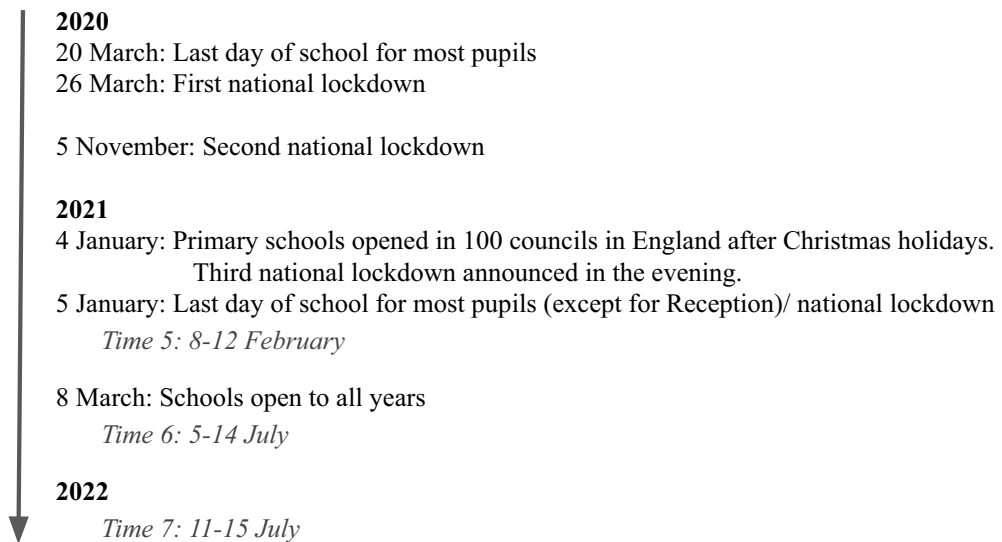 2020
20 March: Last day of school for most pupils
26 March: First national lockdown
5 November: Second national lockdown
2021
4 January: Primary schools opened in 100 councils in England after Christmas holidays.
Third national lockdown announced in the evening.
5 January: Last day of school for most pupils (except for Reception)/ national lockdown
Time 5: 8-12 February
8 March: Schools open to all years
Time 6: 5-14 July
2022
Time 7: 11-15 July